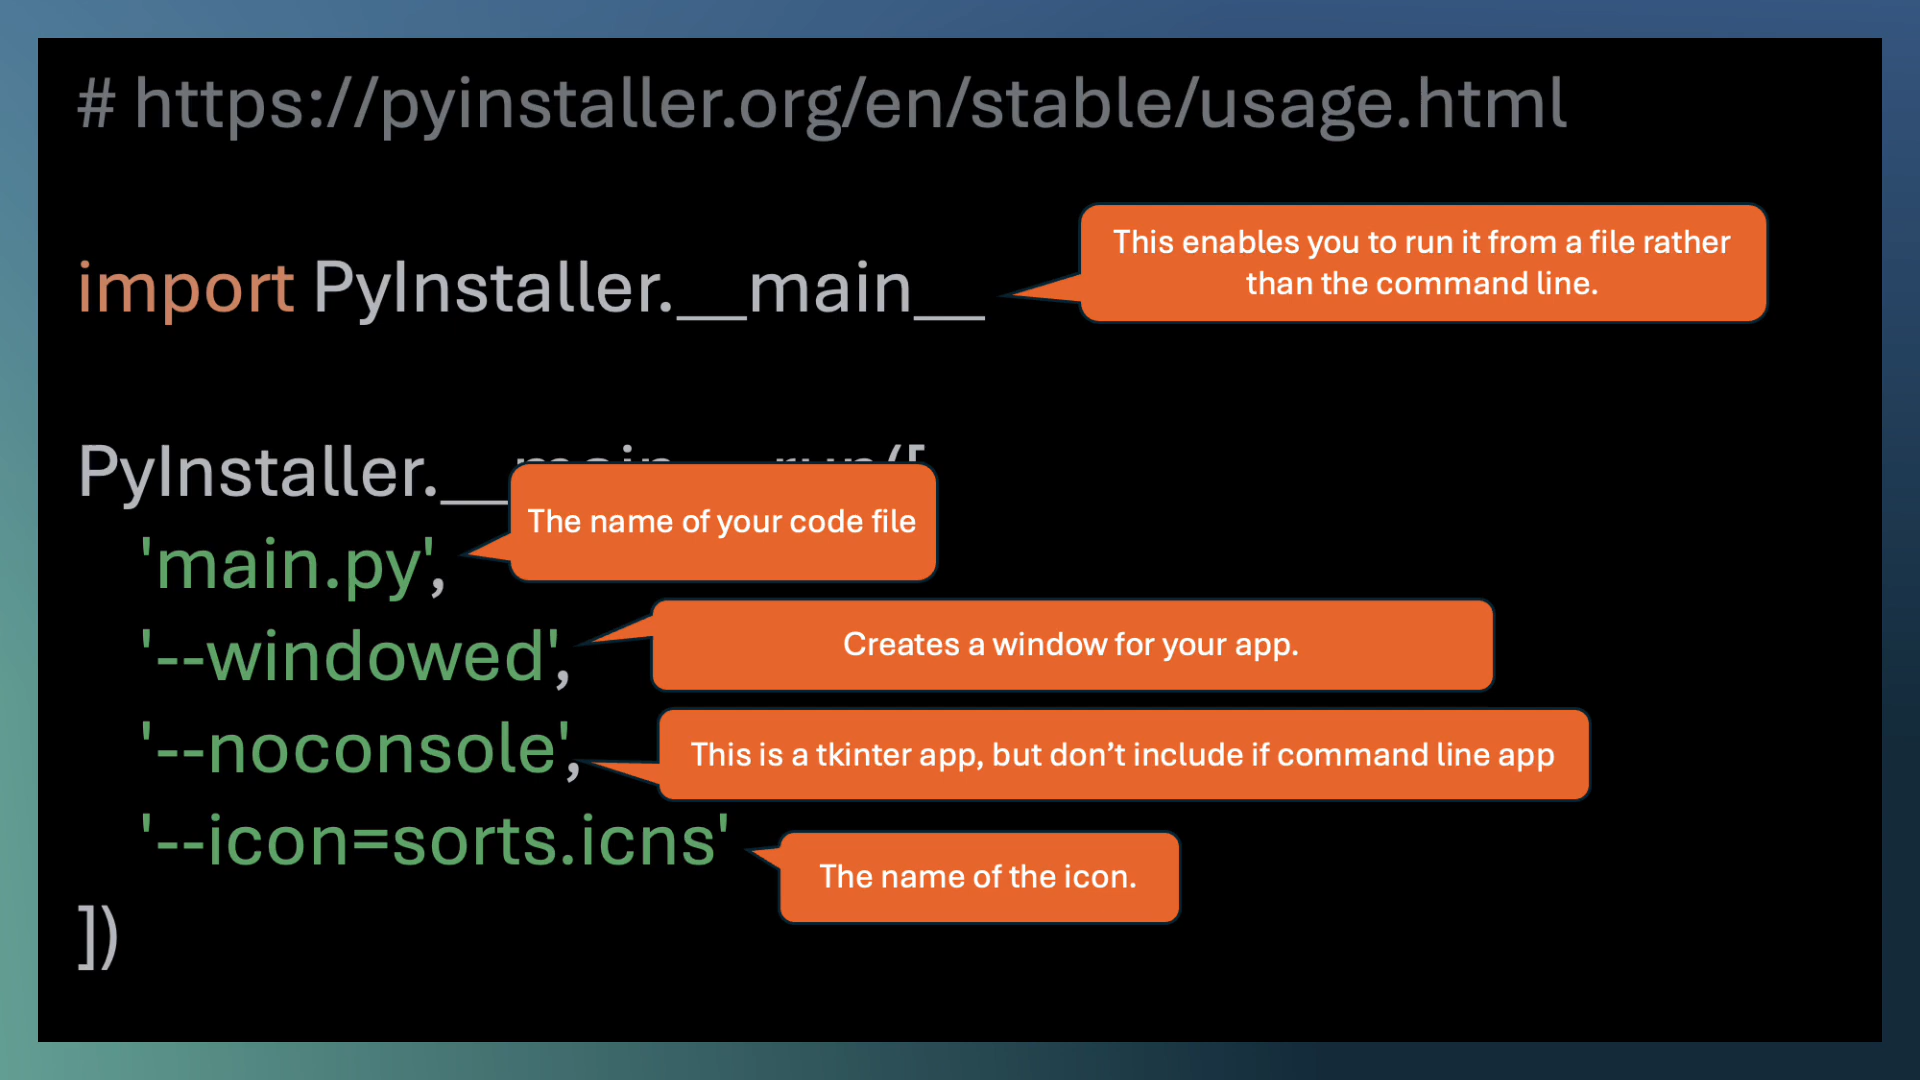 # https://pyinstaller.org/en/stable/usage.html
This enables you to run it from a file rather
than the command line.
import PyInstaller.__main__
PyInstaller.__main__.run([
The name of your code file
'main.py',
'--windowed',
Creates a window for your app.
'--noconsole',
This is a tkinter app, but don’t include if command line app
'--icon=sorts.icns'
The name of the icon.
])